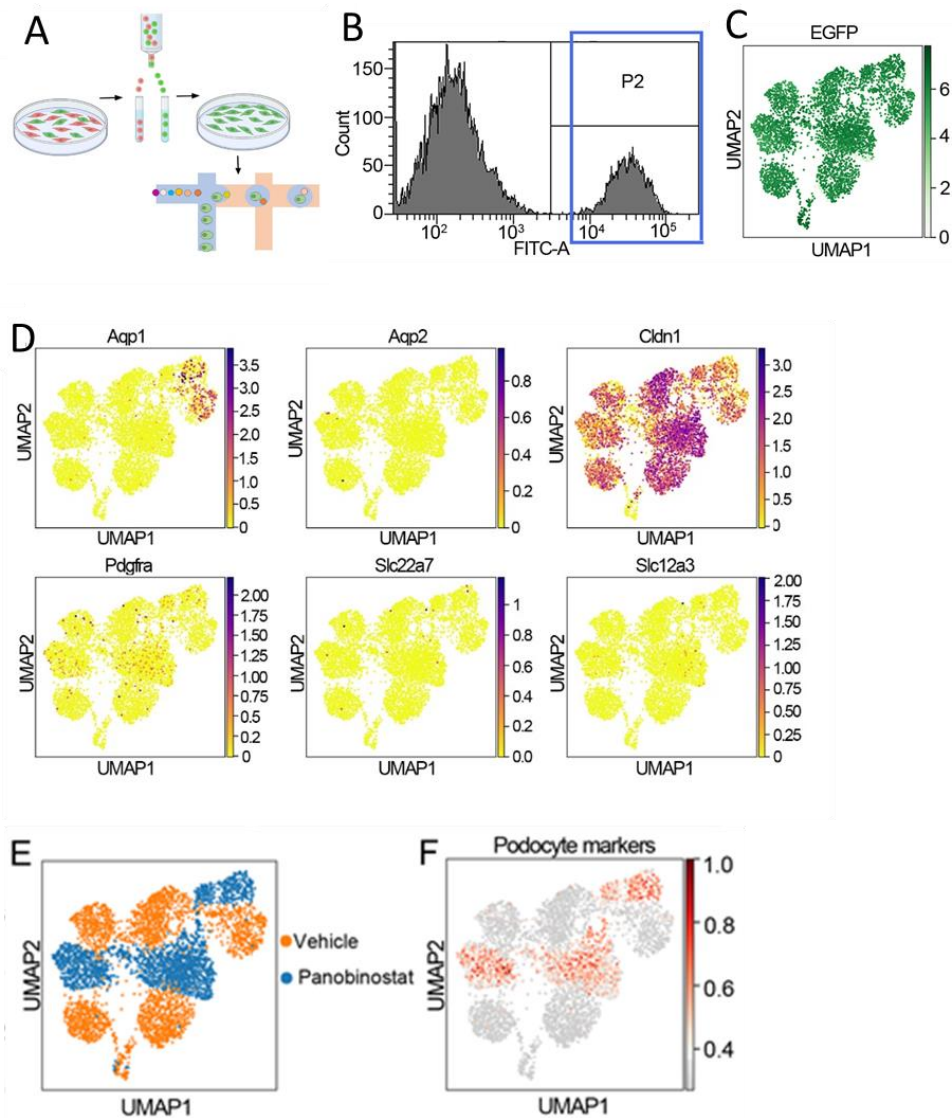 A
B
150
100
50
0
Count
P2
10² 10³ 10⁴ 10⁵
FITC-A
C
EGFP
UMAP2
UMAP1
6
4
2
0
D
Aqp1
UMAP2
UMAP1
3.5
3.0
2.5
2.0
1.5
1.0
0.5
0
Aqp2
UMAP2
UMAP1
0.8
0.6
0.4
0.2
0
Cldn1
UMAP2
UMAP1
3.0
2.5
2.0
1.5
1.0
0.5
0
Pdgfra
UMAP2
UMAP1
2.00
1.75
1.50
1.25
1.00
0.75
0.2
0
Slc22a7
UMAP2
UMAP1
1
0.8
0.6
0.4
0.2
0.0
Slc12a3
UMAP2
UMAP1
2.00
1.75
1.50
1.25
1.00
0.75
0.50
0.25
0
E
UMAP2
UMAP1
Vehicle
Panobinostat
F
Podocyte markers
UMAP2
UMAP1
1.0
0.8
0.6
0.4